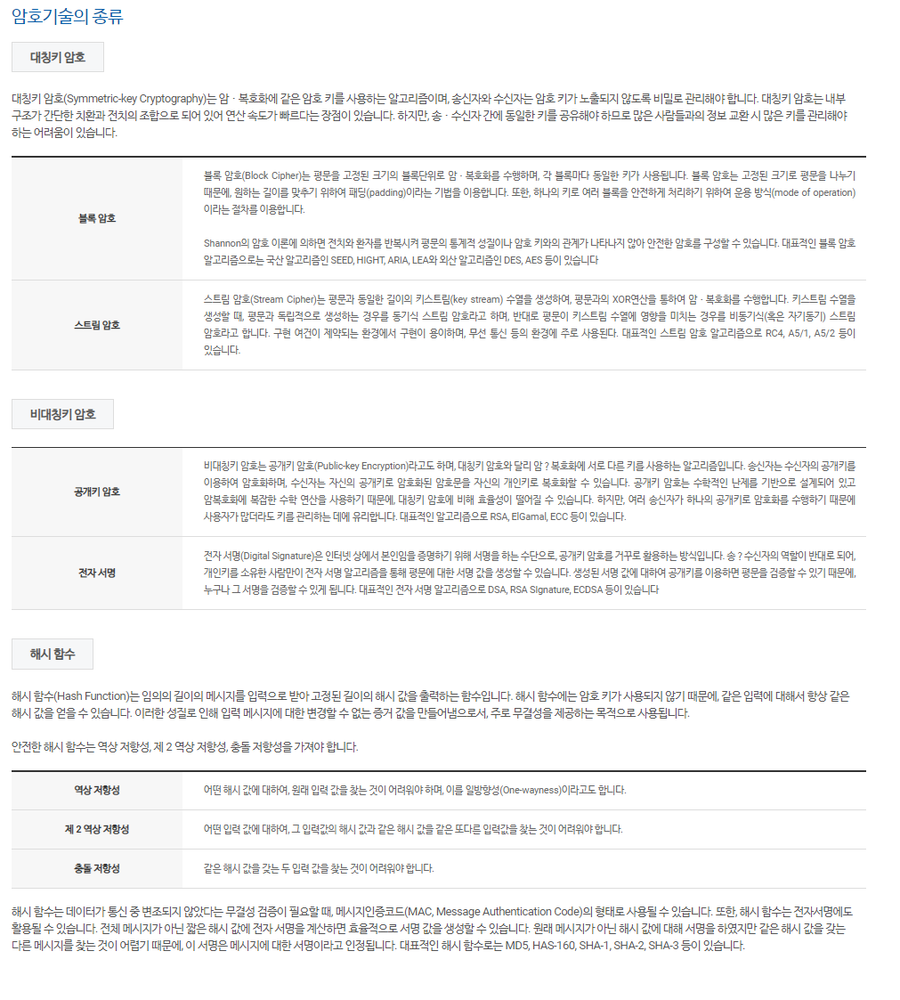 암호기술의 종류
대칭키 암호
대칭키 암호(Symmetric-key Cryptography)는 암ㆍ복호화에 같은 암호 키를 사용하는 알고리즘이며, 송신자와 수신자는 암호 키가 노출되지 않도록 비밀로 관리해야 합니다. 대칭키 암호는 내부
구조가 간단한 치환과 전치의 조합으로 되어 있어 연산 속도가 빠르다는 장점이 있습니다. 하지만, 송ㆍ수신자 간에 동일한 키를 공유해야 하므로 많은 사람들과의 정보 교환 시 많은 키를 관리해야
하는 어려움이 있습니다.
블록 암호
블록 암호(Block Cipher)는 평문을 고정된 크기의 블록단위로 암ㆍ복호화를 수행하며, 각 블록마다 동일한 키가 사용됩니다. 블록 암호는 고정된 크기로 평문을 나누기
때문에, 원하는 길이를 맞추기 위하여 패딩(padding)이라는 기법을 이용합니다. 또한, 하나의 키로 여러 블록을 안전하게 처리하기 위하여 운용 방식(mode of operation)
이라는 절차를 이용합니다.
Shannon의 암호 이론에 의하면 전치와 환자를 반복시켜 평문의 통계적 성질이나 암호 키와의 관계가 나타나지 않아 안전한 암호를 구성할 수 있습니다. 대표적인 블록 암호
알고리즘으로는 국산 알고리즘인 SEED, HIGHT, ARIA, LEA와 외산 알고리즘인 DES, AES 등이 있습니다
스트림 암호
스트림 암호(Stream Cipher)는 평문과 동일한 길이의 키스트림(key stream) 수열을 생성하여, 평문과의 XOR연산을 통하여 암ㆍ복호화를 수행합니다. 키스트림 수열을
생성할 때, 평문과 독립적으로 생성하는 경우를 동기식 스트림 암호라고 하며, 반대로 평문이 키스트림 수열에 영향을 미치는 경우를 비동기식(혹은 자기동기) 스트림
암호라고 합니다. 구현 여건이 제약되는 환경에서 구현이 용이하며, 무선 통신 등의 환경에 주로 사용된다. 대표적인 스트림 암호 알고리즘으로 RC4, A5/1, A5/2 등이
있습니다.
비대칭키 암호
공개키 암호
비대칭키 암호는 공개키 암호(Public-key Encryption)라고도 하며, 대칭키 암호와 달리 암 ? 복호화에 서로 다른 키를 사용하는 알고리즘입니다. 송신자는 수신자의 공개키를
이용하여 암호화하며, 수신자는 자신의 공개키로 암호화된 암호문을 자신의 개인키로 복호화할 수 있습니다. 공개키 암호는 수학적인 난제를 기반으로 설계되어 있고
암복호화에 복잡한 수학 연산을 사용하기 때문에, 대칭키 암호에 비해 효율성이 떨어질 수 있습니다. 하지만, 여러 송신자가 하나의 공개키로 암호화를 수행하기 때문에
사용자가 많더라도 키를 관리하는 데에 유리합니다. 대표적인 알고리즘으로 RSA, ElGamal, ECC 등이 있습니다.
전자 서명
전자 서명(Digital Signature)은 인터넷 상에서 본인임을 증명하기 위해 서명을 하는 수단으로, 공개키 암호를 거꾸로 활용하는 방식입니다. 송 ? 수신자의 역할이 반대로 되어,
개인키를 소유한 사람만이 전자 서명 알고리즘을 통해 평문에 대한 서명 값을 생성할 수 있습니다. 생성된 서명 값에 대하여 공개키를 이용하면 평문을 검증할 수 있기 때문에,
누구나 그 서명을 검증할 수 있게 됩니다. 대표적인 전자 서명 알고리즘으로 DSA, RSA Signature, ECDSA 등이 있습니다
해시 함수
해시 함수(Hash Function)는 임의의 길이의 메시지를 입력으로 받아 고정된 길이의 해시 값을 출력하는 함수입니다. 해시 함수에는 암호 키가 사용되지 않기 때문에, 같은 입력에 대해서 항상 같은
해시 값을 얻을 수 있습니다. 이러한 성질로 인해 입력 메시지에 대한 변경할 수 없는 증거 값을 만들어냄으로서, 주로 무결성을 제공하는 목적으로 사용됩니다.
안전한 해시 함수는 역상 저항성, 제 2 역상 저항성, 충돌 저항성을 가져야 합니다.
역상 저항성
어떤 해시 값에 대하여, 원래 입력 값을 찾는 것이 어려워야 하며, 이를 일방향성(One-wayness)이라고도 합니다.
제 2 역상 저항성
어떤 입력 값에 대하여, 그 입력값의 해시 값과 같은 해시 값을 같은 또다른 입력값을 찾는 것이 어려워야 합니다.
충돌 저항성
같은 해시 값을 갖는 두 입력 값을 찾는 것이 어려워야 합니다.
해시 함수는 데이터가 통신 중 변조되지 않았다는 무결성 검증이 필요할 때, 메시지인증코드(MAC, Message Authentication Code)의 형태로 사용될 수 있습니다. 또한, 해시 함수는 전자서명에도
활용될 수 있습니다. 전체 메시지가 아닌 짧은 해시 값에 전자 서명을 계산하면 효율적으로 서명 값을 생성할 수 있습니다. 원래 메시지가 아닌 해시 값에 대해 서명을 하였지만 같은 해시 값을 갖는
다른 메시지를 찾는 것이 어렵기 때문에, 이 서명은 메시지에 대한 서명이라고 인정됩니다. 대표적인 해시 함수로는 MD5, HAS-160, SHA-1, SHA-2, SHA-3 등이 있습니다.